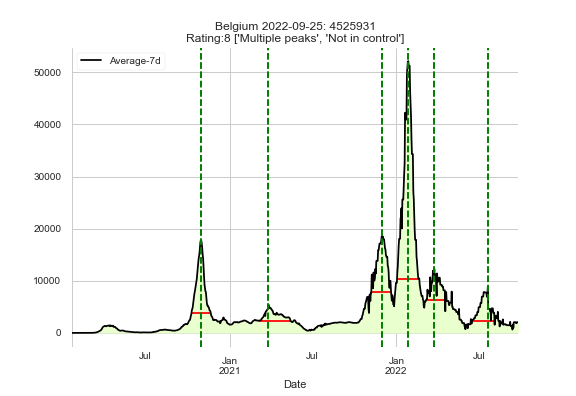 Belgium 2022-09-25: 4525931
Rating:8 ['Multiple peaks', 'Not in control']
Average-7d
50000
40000
30000
20000
10000
0
Jul
Jan
2021
Jul
Jan
2022
Jul
Date